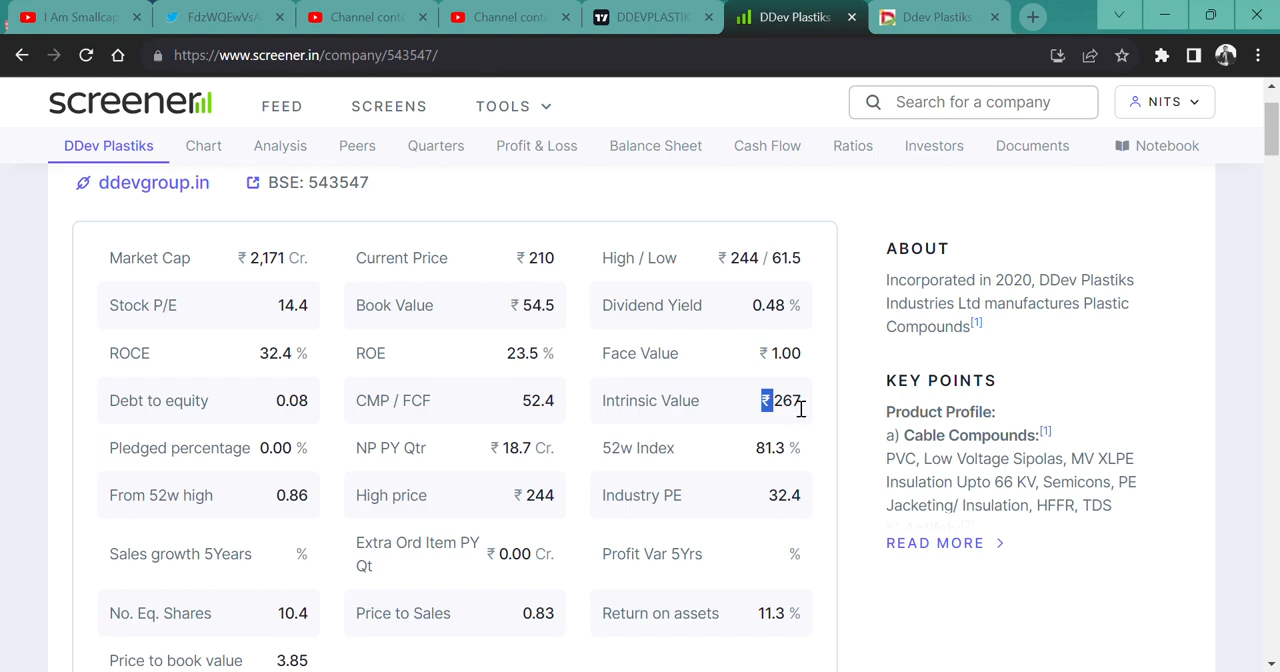 I Am Smallcap
FdzWQEwVsA
Channel conte
Channel conte
DDEVPLASTIK
DDev Plastiks
Ddev Plastiks
https://www.screener.in/company/543547/
screener
FEED
SCREENS
TOOLS
Search for a company
NITS
DDev Plastiks
Chart
Analysis
Peers
Quarters
Profit & Loss
Balance Sheet
Cash Flow
Ratios
Investors
Documents
Notebook
ddevgroup.in
BSE: 543547
Market Cap ₹ 2,171 Cr.
Current Price ₹ 210
High / Low ₹ 244 / 61.5
Stock P/E 14.4
Book Value ₹ 54.5
Dividend Yield 0.48 %
ROCE 32.4 %
ROE 23.5 %
Face Value ₹ 1.00
Debt to equity 0.08
CMP / FCF 52.4
Intrinsic Value ₹ 267
Pledged percentage 0.00 %
NP PY Qtr ₹ 18.7 Cr.
52w Index 81.3 %
From 52w high 0.86
High price ₹ 244
Industry PE 32.4
Sales growth 5Years %
Extra Ord Item PY
Qt ₹ 0.00 Cr.
Profit Var 5Yrs %
No. Eq. Shares 10.4
Price to Sales 0.83
Return on assets 11.3 %
Price to book value 3.85
ABOUT
Incorporated in 2020, DDev Plastiks
Industries Ltd manufactures Plastic
Compounds[1]
KEY POINTS
Product Profile:
a) Cable Compounds:[1]
PVC, Low Voltage Sipolas, MV XLPE
Insulation Upto 66 KV, Semicons, PE
Jacketing/ Insulation, HFFR, TDS
READ MORE